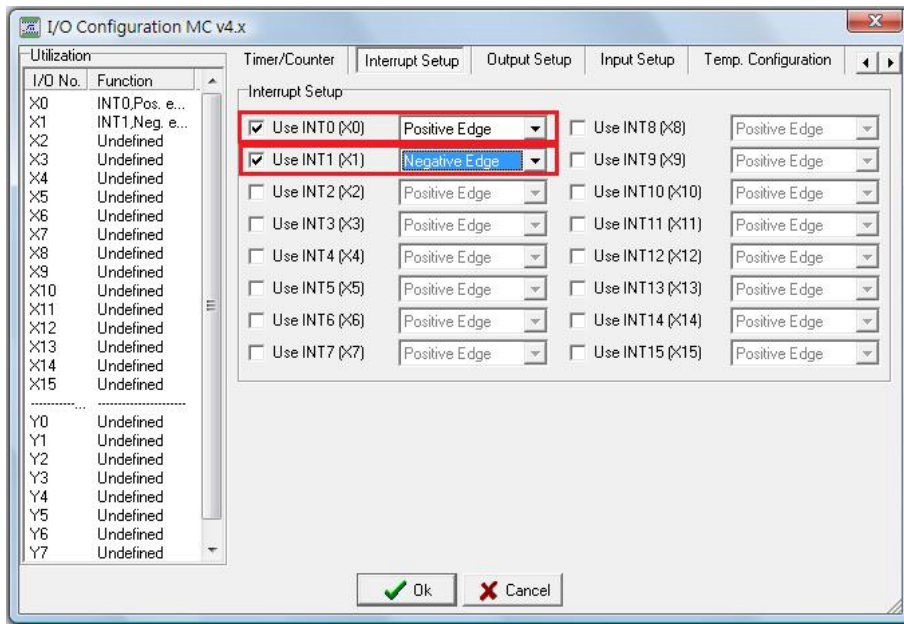 I/O Configuration MC v4.x
Utilization
I/O No. Function
X0 INT0,Pos. e...
X1 INT1,Neg. e...
X2 Undefined
X3 Undefined
X4 Undefined
X5 Undefined
X6 Undefined
X7 Undefined
X8 Undefined
X9 Undefined
X10 Undefined
X11 Undefined
X12 Undefined
X13 Undefined
X14 Undefined
X15 Undefined
-----------... ----------------------
Y0 Undefined
Y1 Undefined
Y2 Undefined
Y3 Undefined
Y4 Undefined
Y5 Undefined
Y6 Undefined
Y7 Undefined
Timer/Counter Interrupt Setup Output Setup Input Setup Temp. Configuration
Interrupt Setup
Use INT0 (X0) Positive Edge Use INT8 (X8) Positive Edge
Use INT1 (X1) Negative Edge Use INT9 (X9) Positive Edge
Use INT2 (X2) Positive Edge Use INT10 (X10) Positive Edge
Use INT3 (X3) Positive Edge Use INT11 (X11) Positive Edge
Use INT4 (X4) Positive Edge Use INT12 (X12) Positive Edge
Use INT5 (X5) Positive Edge Use INT13 (X13) Positive Edge
Use INT6 (X6) Positive Edge Use INT14 (X14) Positive Edge
Use INT7 (X7) Positive Edge Use INT15 (X15) Positive Edge
Ok Cancel